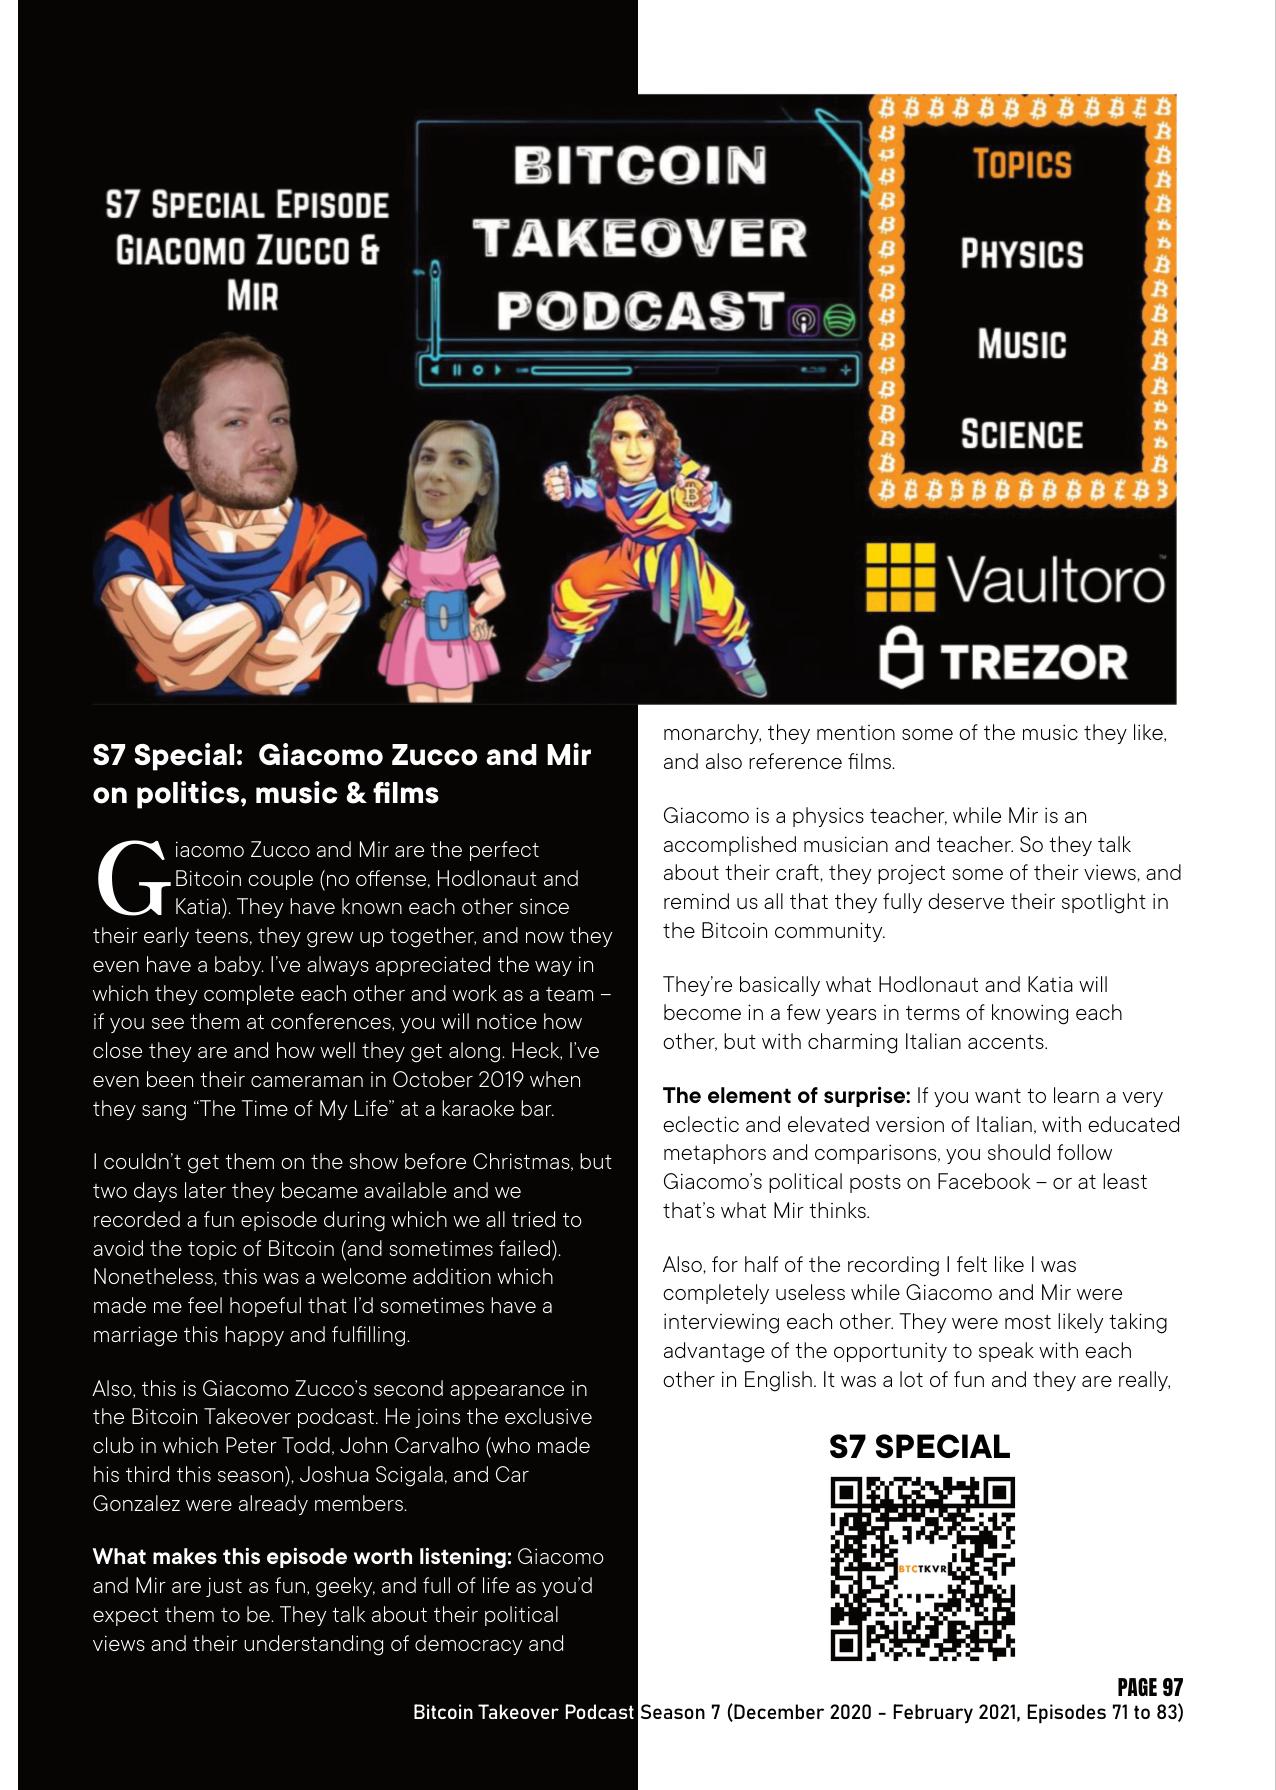 S7 Special Episode
Giacomo Zucco &
Mir
BITCOIN
TAKEOVER
PODCAST
Topics
Physics
Music
Science
Vaultoro™
TREZOR
S7 Special:  Giacomo Zucco and Mir
on politics, music & films
Giacomo Zucco and Mir are the perfect
Bitcoin couple (no offense, Hodlonaut and
Katia). They have known each other since
their early teens, they grew up together, and now they
even have a baby. I’ve always appreciated the way in
which they complete each other and work as a team –
if you see them at conferences, you will notice how
close they are and how well they get along. Heck, I’ve
even been their cameraman in October 2019 when
they sang “The Time of My Life” at a karaoke bar.
I couldn’t get them on the show before Christmas, but
two days later they became available and we
recorded a fun episode during which we all tried to
avoid the topic of Bitcoin (and sometimes failed).
Nonetheless, this was a welcome addition which
made me feel hopeful that I’d sometimes have a
marriage this happy and fulfilling.
Also, this is Giacomo Zucco’s second appearance in
the Bitcoin Takeover podcast. He joins the exclusive
club in which Peter Todd, John Carvalho (who made
his third this season), Joshua Scigala, and Car
Gonzalez were already members.
What makes this episode worth listening: Giacomo
and Mir are just as fun, geeky, and full of life as you’d
expect them to be. They talk about their political
views and their understanding of democracy and
monarchy, they mention some of the music they like,
and also reference films.
Giacomo is a physics teacher, while Mir is an
accomplished musician and teacher. So they talk
about their craft, they project some of their views, and
remind us all that they fully deserve their spotlight in
the Bitcoin community.
They’re basically what Hodlonaut and Katia will
become in a few years in terms of knowing each
other, but with charming Italian accents.
The element of surprise: If you want to learn a very
eclectic and elevated version of Italian, with educated
metaphors and comparisons, you should follow
Giacomo’s political posts on Facebook – or at least
that’s what Mir thinks.
Also, for half of the recording I felt like I was
completely useless while Giacomo and Mir were
interviewing each other. They were most likely taking
advantage of the opportunity to speak with each
other in English. It was a lot of fun and they are really,
S7 SPECIAL
BTCTKVR
PAGE 97
Bitcoin Takeover Podcast Season 7 (December 2020 - February 2021, Episodes 71 to 83)